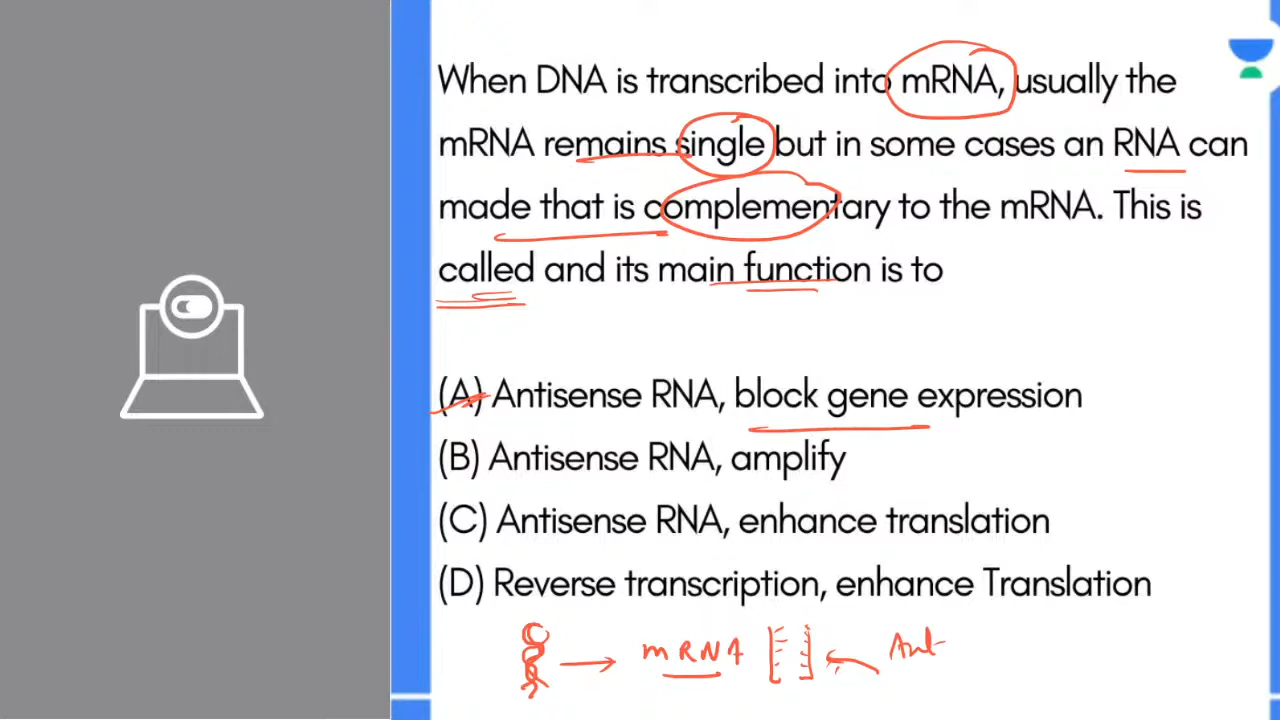 When DNA is transcribed into mRNA, usually the
mRNA remains single but in some cases an RNA can
made that is complementary to the mRNA. This is
called and its main function is to
(A) Antisense RNA, block gene expression
(B) Antisense RNA, amplify
(C) Antisense RNA, enhance translation
(D) Reverse transcription, enhance Translation
mRNA Ant